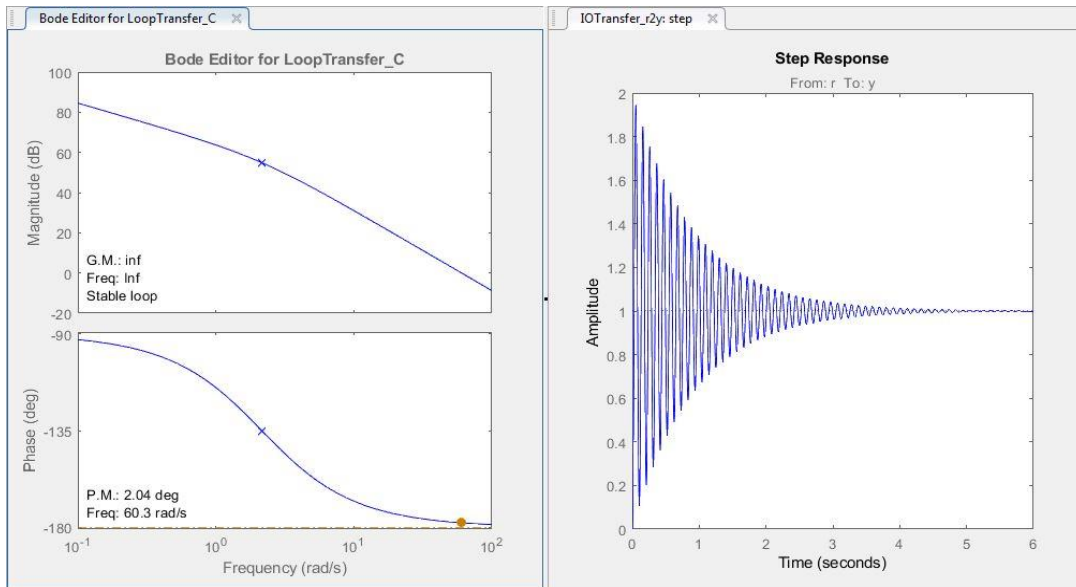 Bode Editor for LoopTransfer_C
IOTransfer_r2y: step
Bode Editor for LoopTransfer_C
100
80
60
40
20
0
-20
Magnitude (dB)
G.M.: inf
Freq: Inf
Stable loop
-90
-135
-180
Phase (deg)
P.M.: 2.04 deg
Freq: 60.3 rad/s
10^-1
10^0
10^1
10^2
Frequency (rad/s)
Step Response
From: r To: y
2
1.8
1.6
1.4
1.2
1
0.8
0.6
0.4
0.2
0
Amplitude
0
1
2
3
4
5
6
Time (seconds)